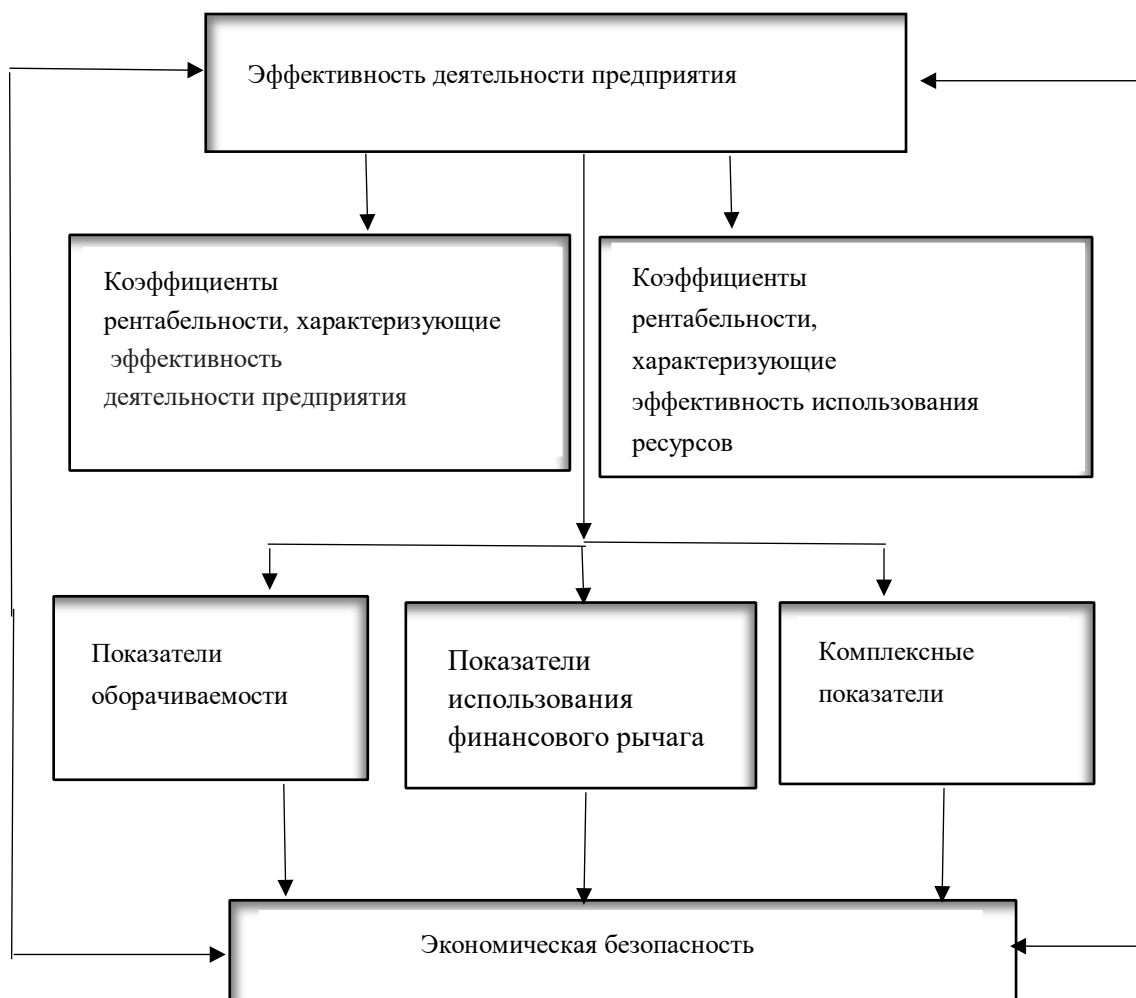 Эффективность деятельности предприятия
Коэффициенты
рентабельности, характеризующие
эффективность
деятельности предприятия
Коэффициенты
рентабельности,
характеризующие
эффективность использования
ресурсов
Показатели
оборачиваемости
Показатели
использования
финансового рычага
Комплексные
показатели
Экономическая безопасность